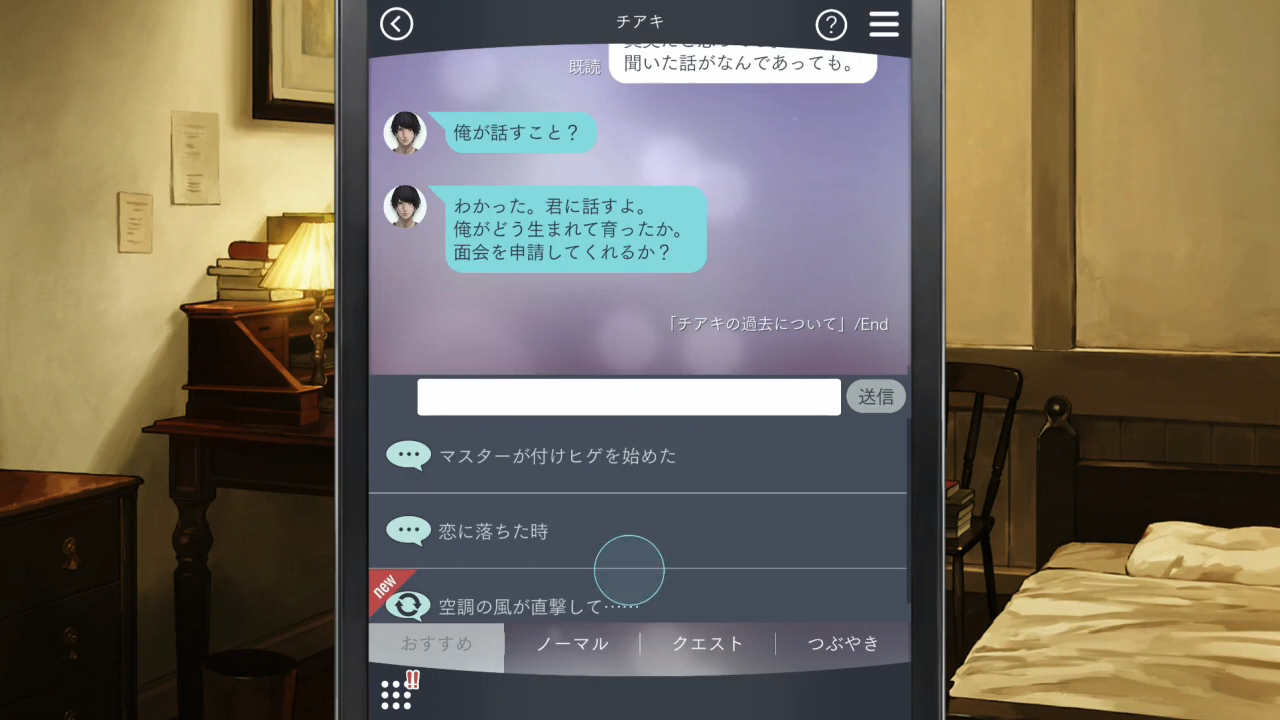 チアキ
?
聞いた話がなんであっても。
既読
俺が話すこと？
わかった。君に話すよ。
俺がどう生まれて育ったか。
面会を申請してくれるか？
「チアキの過去について」/End
送信
マスターが付けヒゲを始めた
恋に落ちた時
new
空調の風が直撃して……
おすすめ
ノーマル
クエスト
つぶやき
!!